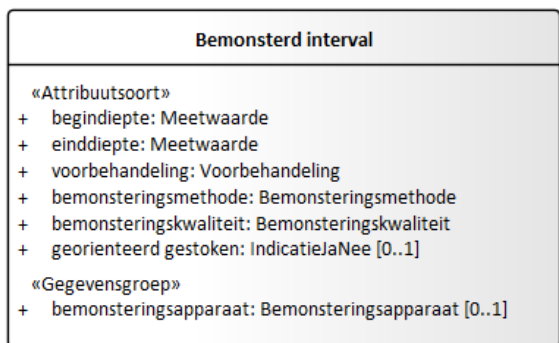 Bemonsterd interval
«Attribuutsoort»
+ begindiepte: Meetwaarde
+ einddiepte: Meetwaarde
+ voorbehandeling: Voorbehandeling
+ bemonsteringsmethode: Bemonsteringsmethode
+ bemonsteringskwaliteit: Bemonsteringskwaliteit
+ georienteerd gestoken: IndicatieJaNee [0..1]
«Gegevensgroep»
+ bemonsteringsapparaat: Bemonsteringsapparaat [0..1]